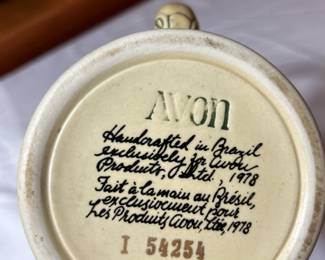 AVON
Handcrafted in Brazil
exclusively for Avon
Products, Ltd. 1978
Fait à la main au Brésil,
exclusivement pour
Les Produits Avon, Ltée, 1978
I 54254